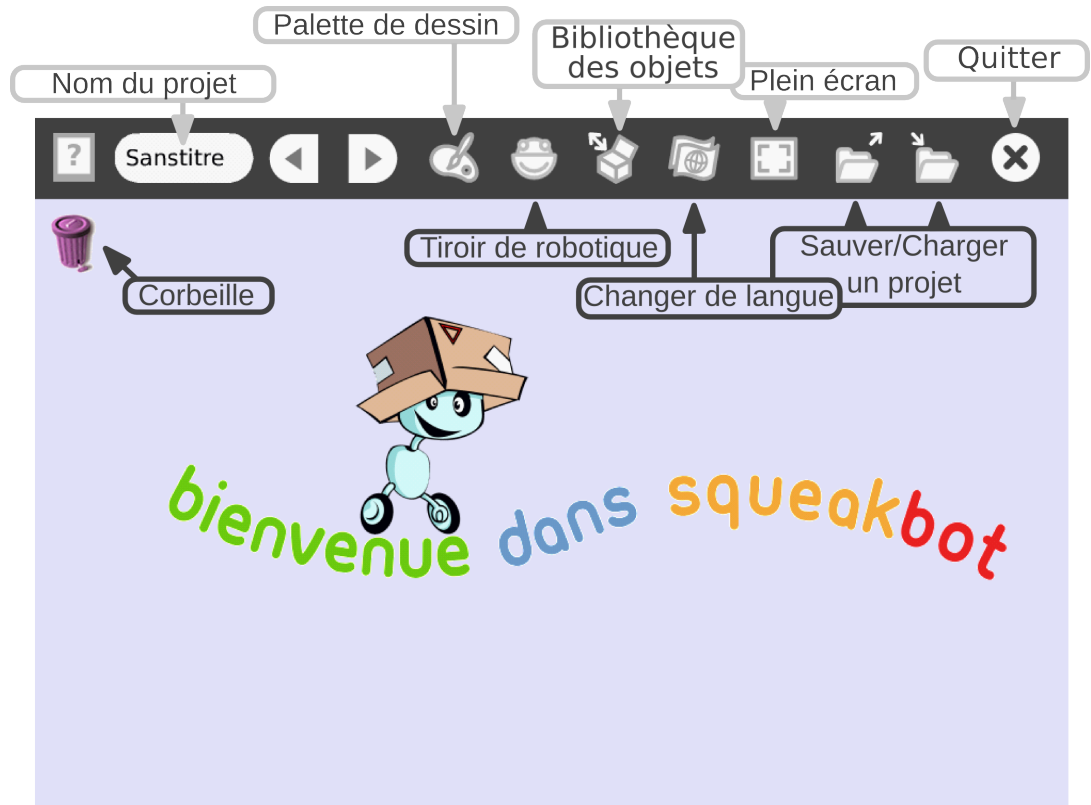 Palette de dessin
Bibliothèque
des objets
Quitter
Nom du projet
Plein écran
?
Sanstitre
Tiroir de robotique
Sauver/Charger
un projet
Changer de langue
Corbeille
bienvenue dans squeakbot